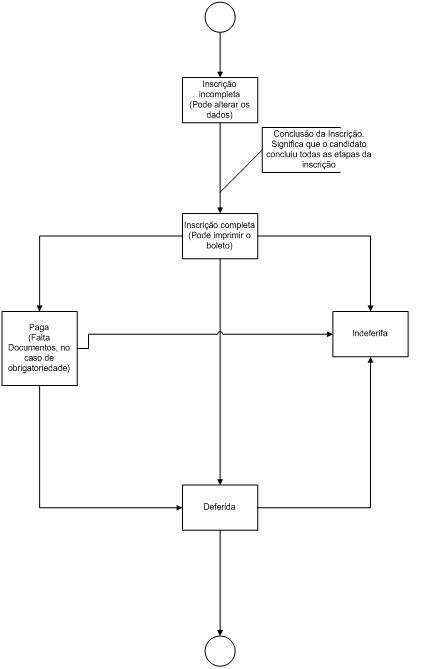 Inscrição
incompleta
(Pode alterar os
dados)
Conclusão da Inscrição.
Significa que o candidato
concluiu todas as etapas da
inscrição
Inscrição completa
(Pode imprimir o
boleto)
Paga
(Falta
Documentos, no
caso de
obrigatoriedade)
Indeferifa
Deferida